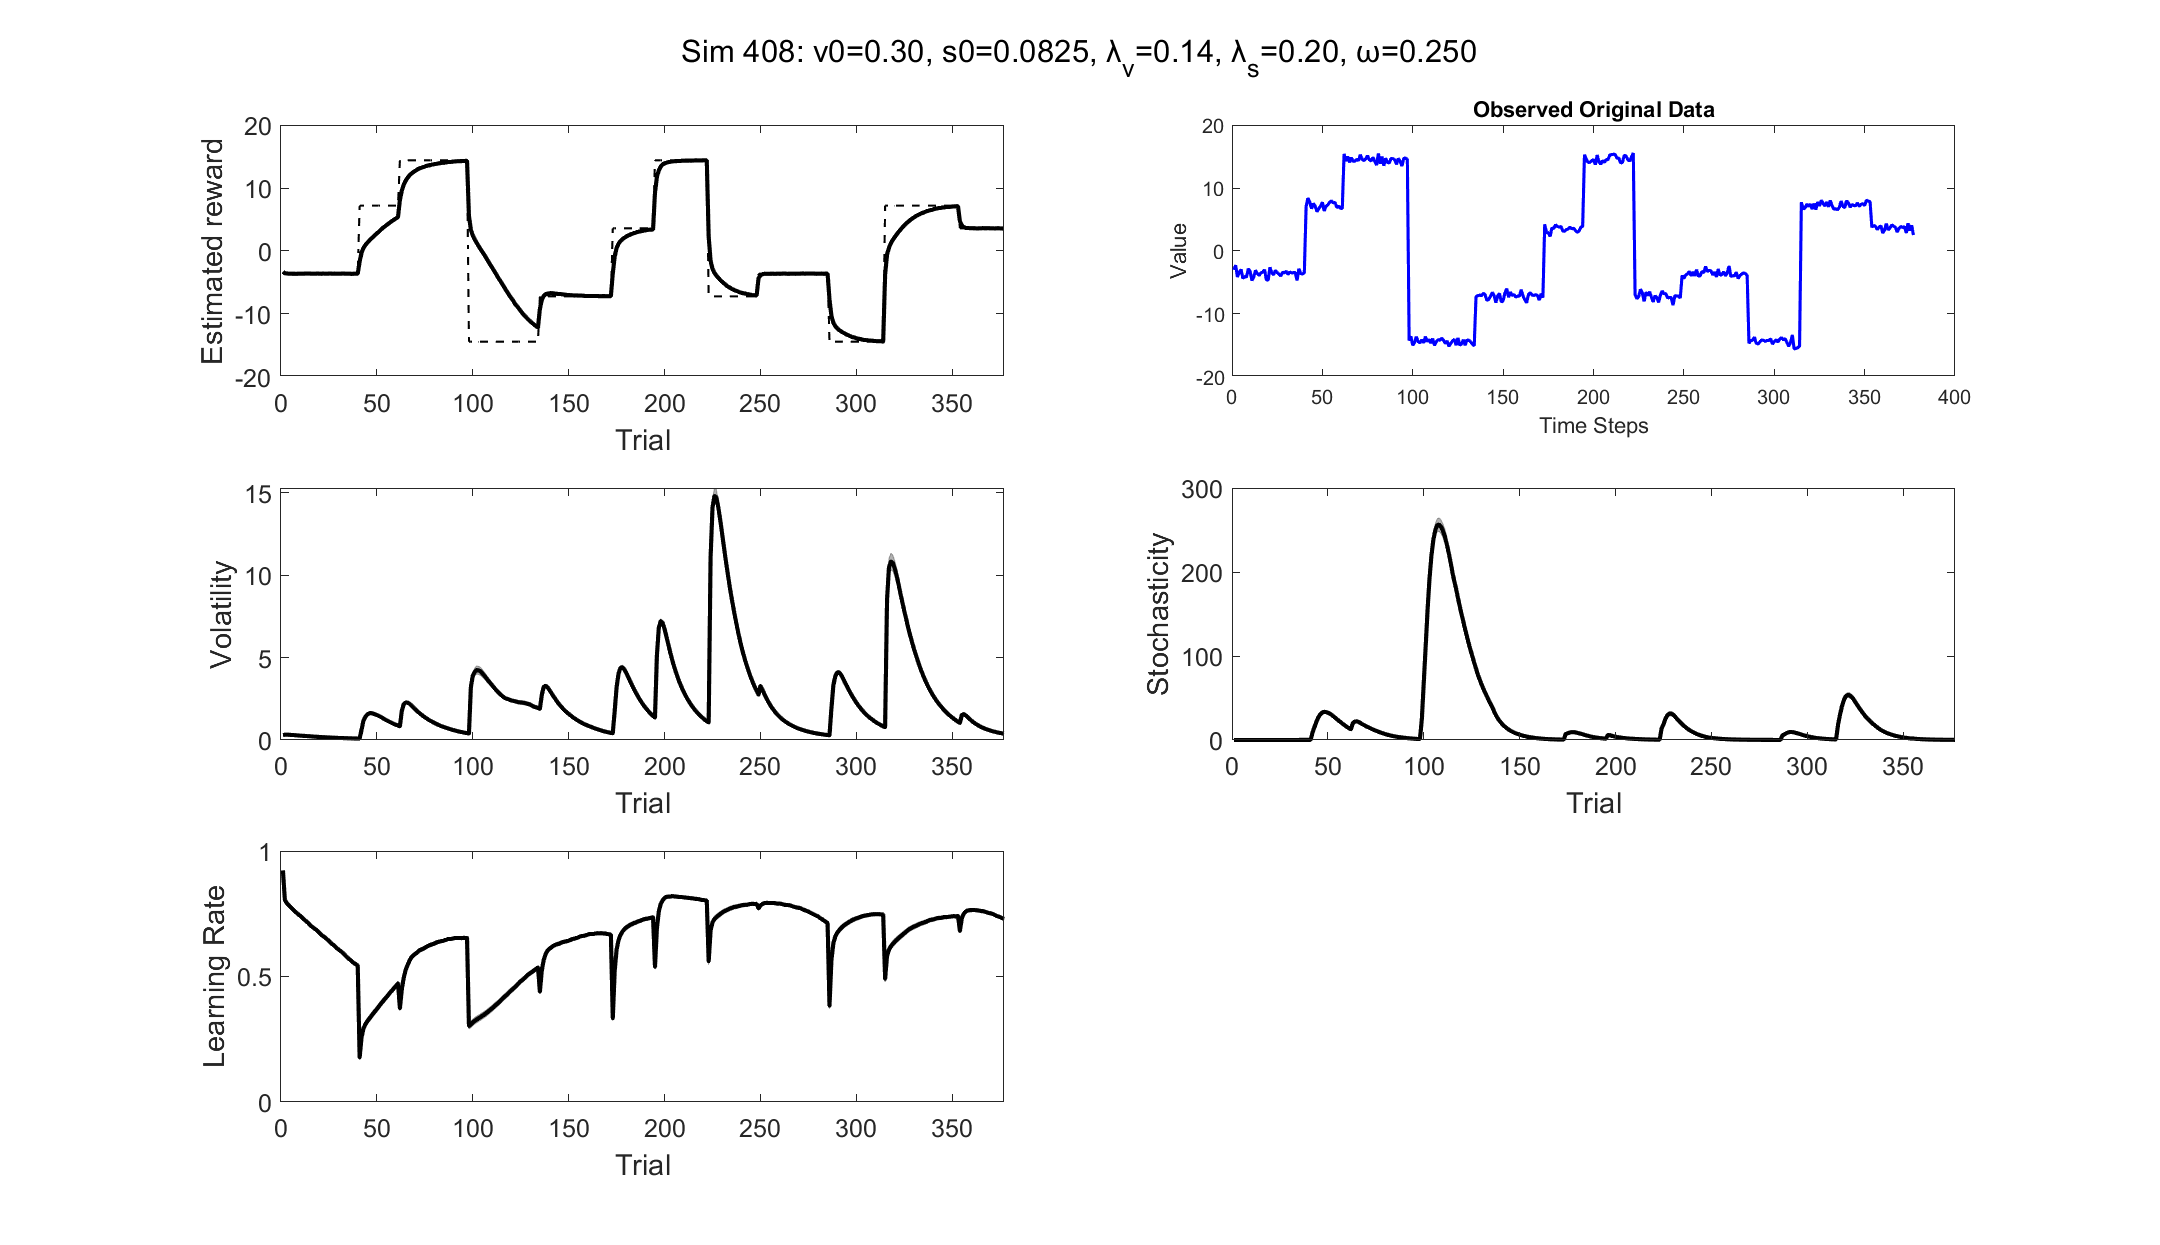 Sim 408: v0=0.30, s0=0.0825, λv=0.14, λs=0.20, ω=0.250
Estimated reward
20
10
0
-10
-20
0 50 100 150 200 250 300 350
Trial
Observed Original Data
Value
20
10
0
-10
-20
0 50 100 150 200 250 300 350 400
Time Steps
Volatility
15
10
5
0
0 50 100 150 200 250 300 350
Trial
Stochasticity
300
200
100
0
0 50 100 150 200 250 300 350
Trial
Learning Rate
1
0.5
0
0 50 100 150 200 250 300 350
Trial